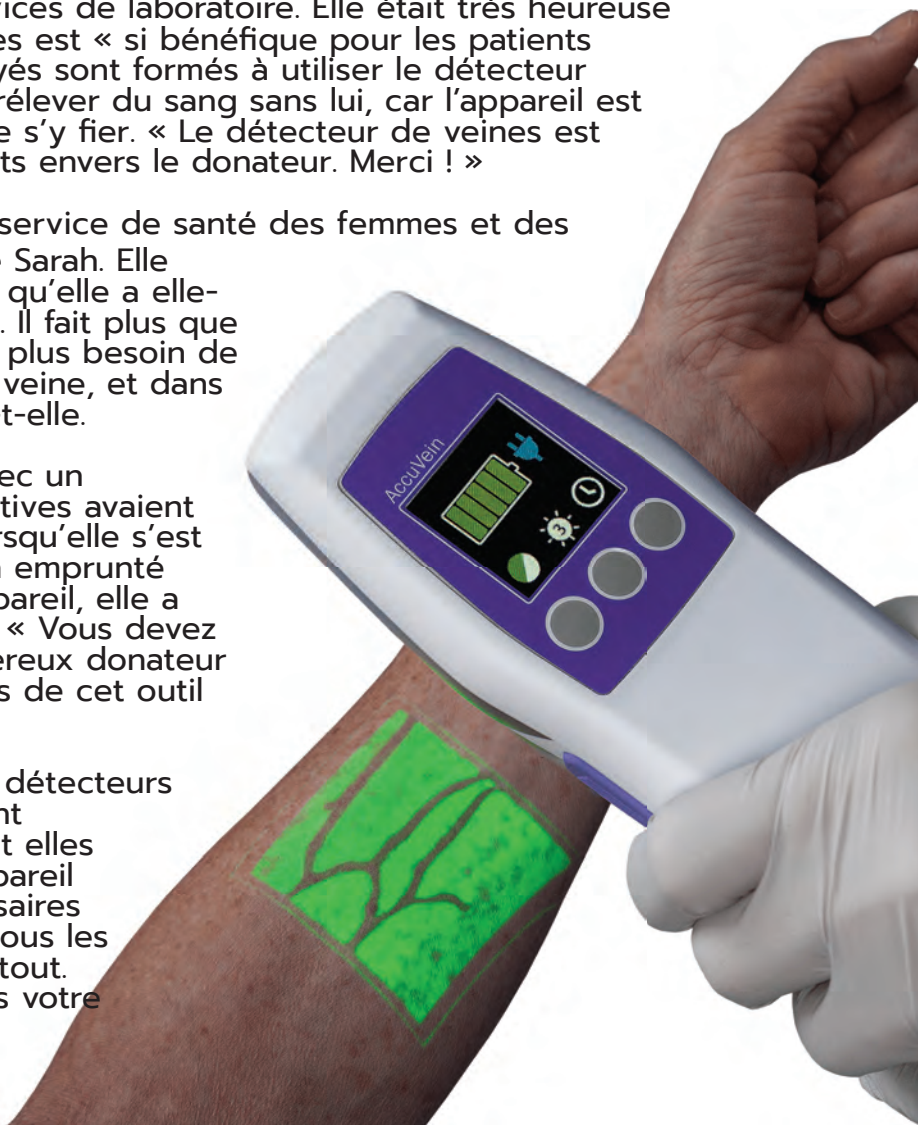 vices de laboratoire. Elle était très heureuse
es est « si bénéfique pour les patients
yés sont formés à utiliser le détecteur
rélever du sang sans lui, car l’appareil est
e s’y fier. « Le détecteur de veines est
ts envers le donateur. Merci ! »
service de santé des femmes et des
Sarah. Elle
qu’elle a elle-
. Il fait plus que
plus besoin de
veine, et dans
t-elle.
ec un
tives avaient
rsqu’elle s’est
emprunté
pareil, elle a
« Vous devez
ereux donateur
s de cet outil
détecteurs
nt
t elles
pareil
saires
ous les
tout.
s votre
AccuVein
3